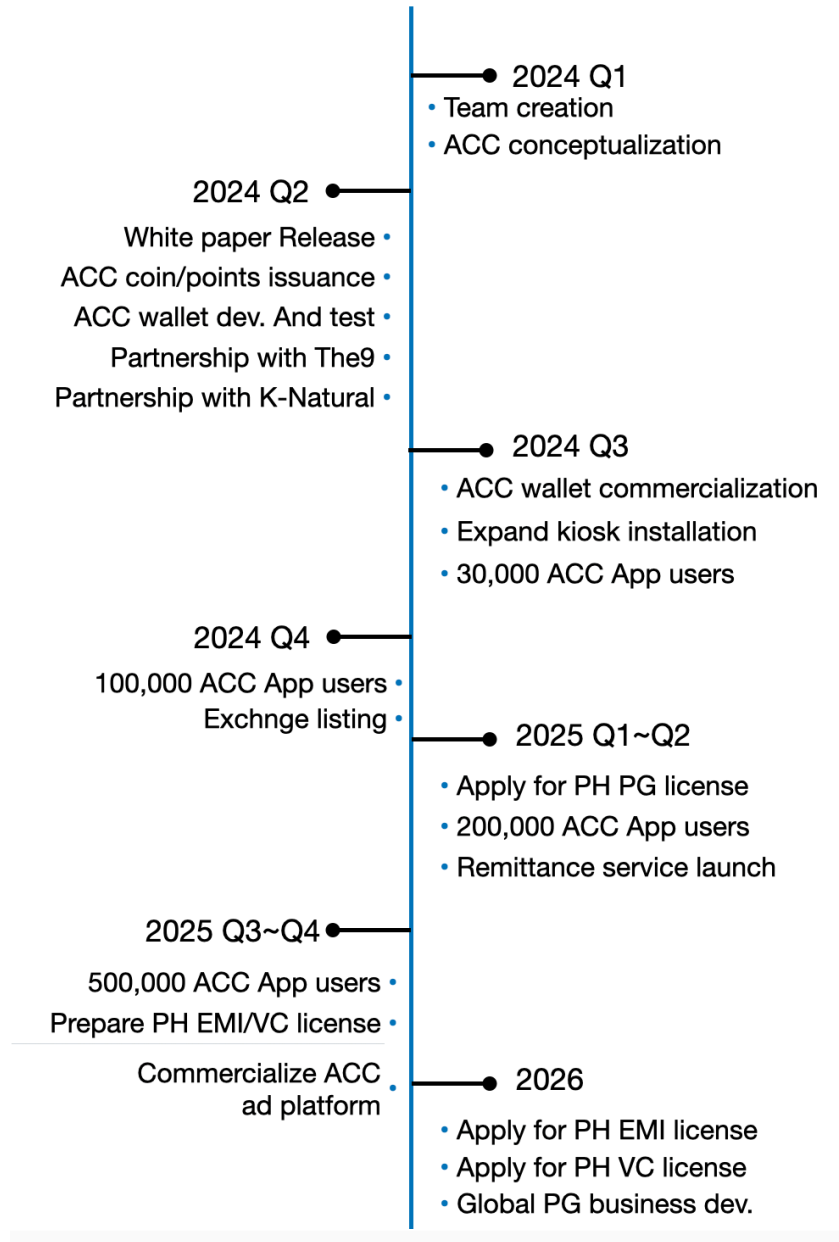 2024 Q1
• Team creation
• ACC conceptualization
2024 Q2
White paper Release •
ACC coin/points issuance •
ACC wallet dev. And test •
Partnership with The9 •
Partnership with K-Natural •
2024 Q3
• ACC wallet commercialization
• Expand kiosk installation
• 30,000 ACC App users
2024 Q4
100,000 ACC App users •
Exchnge listing •
2025 Q1~Q2
• Apply for PH PG license
• 200,000 ACC App users
• Remittance service launch
2025 Q3~Q4
500,000 ACC App users •
Prepare PH EMI/VC license •
Commercialize ACC
ad platform •
2026
• Apply for PH EMI license
• Apply for PH VC license
• Global PG business dev.